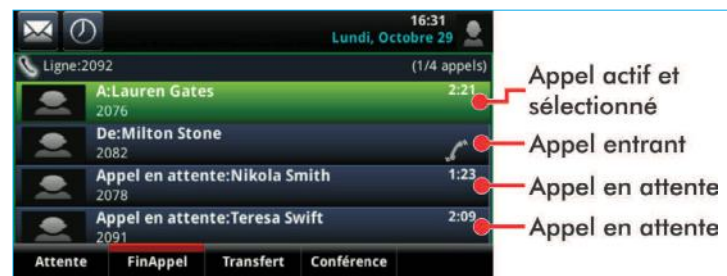 16:31
Lundi, Octobre 29
Ligne:2092 (1/4 appels)
A:Lauren Gates 2:21
2076
De:Milton Stone
2082
Appel en attente:Nikola Smith 1:23
2078
Appel en attente:Teresa Swift 2:09
2091
Attente FinAppel Transfert Conférence
Appel actif et
sélectionné
Appel entrant
Appel en attente
Appel en attente